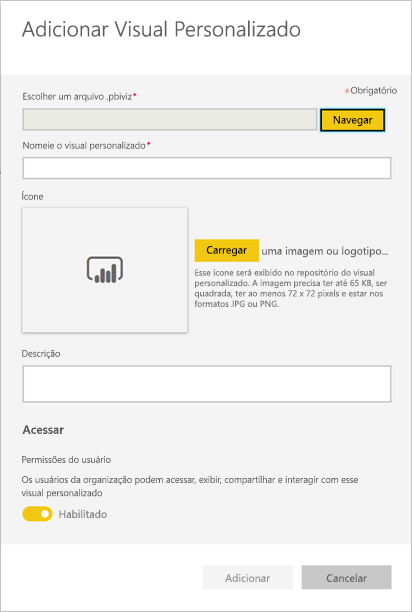 Adicionar Visual Personalizado
*Obrigatório
Escolher um arquivo .pbiviz*
Navegar
Nomeie o visual personalizado*
Ícone
Carregar uma imagem ou logotipo...
Esse ícone será exibido no repositório do visual
personalizado. A imagem precisa ter até 65 KB, ser
quadrada, ter ao menos 72 x 72 pixels e estar nos
formatos JPG ou PNG.
Descrição
Acessar
Permissões do usuário
Os usuários da organização podem acessar, exibir, compartilhar e interagir com esse
visual personalizado
Habilitado
Adicionar
Cancelar